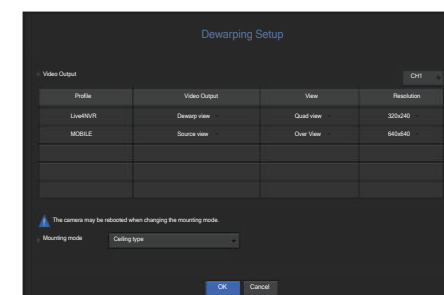 Dewarping Setup
Video Output
CH1
Profile Video Output View Resolution
Live4NVR Dewarp view Quad view 320x240
MOBILE Source view Over View 640x640
The camera may be rebooted when changing the mounting mode.
Mounting mode Ceiling type
OK Cancel